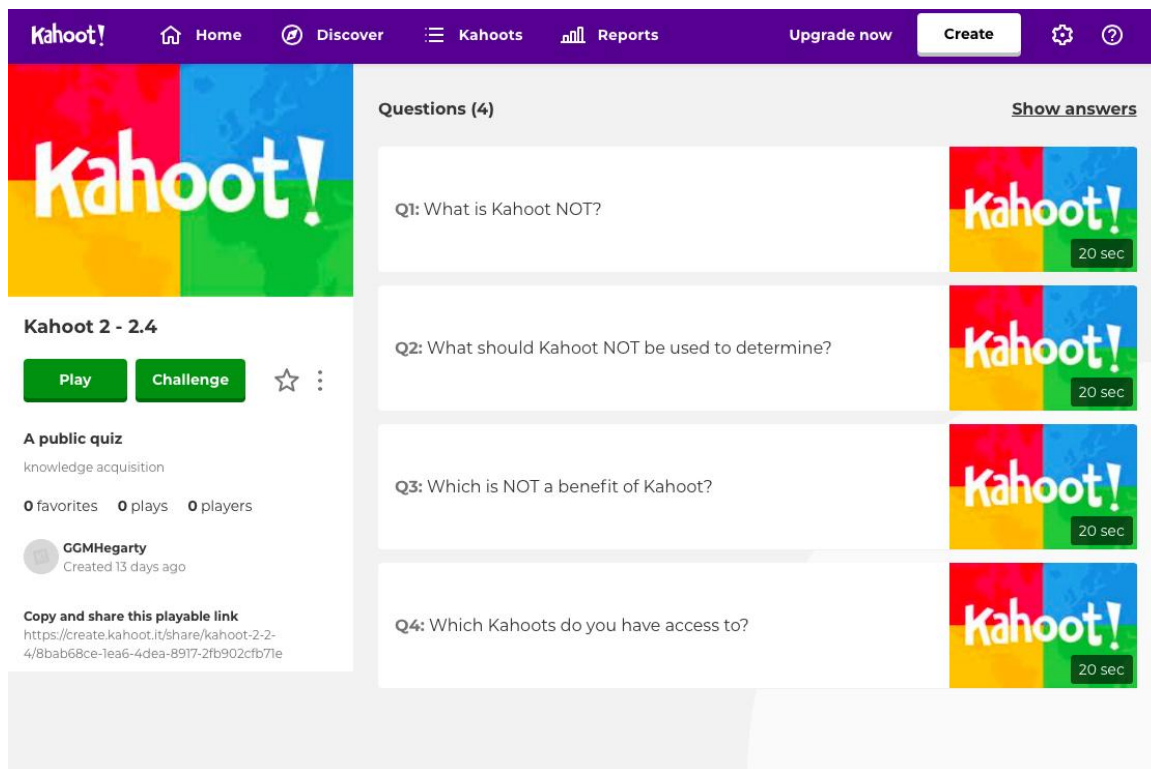 Kahoot! Home Discover Kahoots Reports Upgrade now Create
Kahoot!
Kahoot 2 - 2.4
Play Challenge
A public quiz
knowledge acquisition
0 favorites 0 plays 0 players
GGMHegarty
Created 13 days ago
Copy and share this playable link
https://create.kahoot.it/share/kahoot-2-2-
4/8bab68ce-1ea6-4dea-8917-2fb902cfb71e
Questions (4) Show answers
Q1: What is Kahoot NOT?
Kahoot!
20 sec
Q2: What should Kahoot NOT be used to determine?
Kahoot!
20 sec
Q3: Which is NOT a benefit of Kahoot?
Kahoot!
20 sec
Q4: Which Kahoots do you have access to?
Kahoot!
20 sec